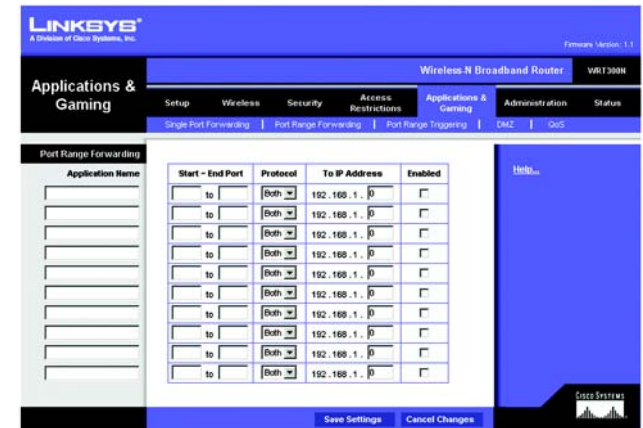 LINKSYS®
A Division of Cisco Systems, Inc.
Firmware Version: 1.1
Wireless-N Broadband Router WRT300N
Applications & Gaming
Setup Wireless Security Access Restrictions Applications & Gaming Administration Status
Single Port Forwarding | Port Range Forwarding | Port Range Triggering | DMZ | QoS
Port Range Forwarding
Application Name Start ~ End Port Protocol To IP Address Enabled
Help...
to Both 192.168.1. 0
to Both 192.168.1. 0
to Both 192.168.1. 0
to Both 192.168.1. 0
to Both 192.168.1. 0
to Both 192.168.1. 0
to Both 192.168.1. 0
to Both 192.168.1. 0
to Both 192.168.1. 0
to Both 192.168.1. 0
CISCO SYSTEMS
Save Settings Cancel Changes